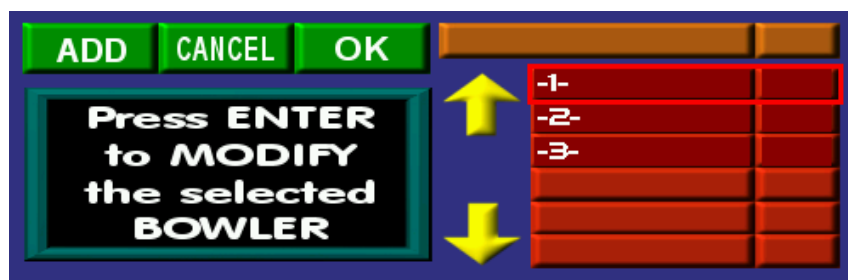 ADD CANCEL OK
Press ENTER
to MODIFY
the selected
BOWLER
-1-
-2-
-3-